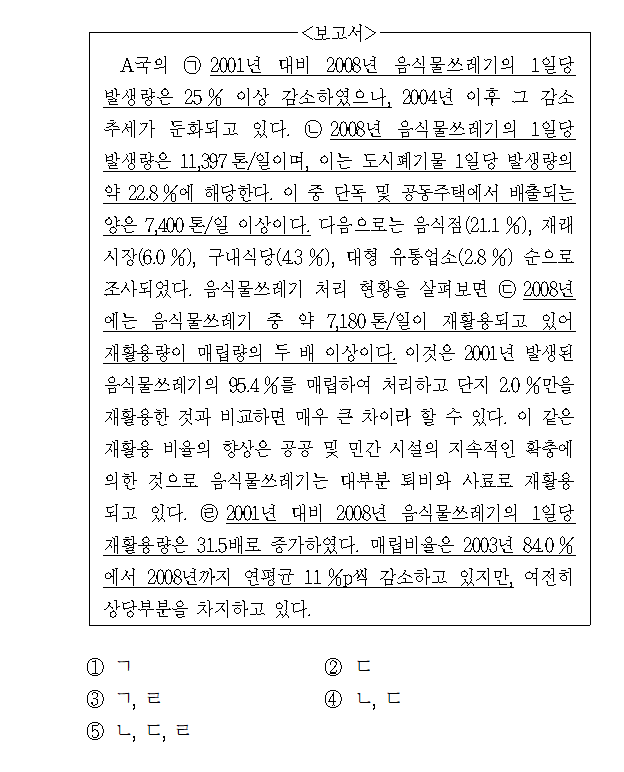 <보고서>
A국의 ㉠ 2001년 대비 2008년 음식물쓰레기의 1일당
발생량은 25 % 이상 감소하였으나, 2004년 이후 그 감소
추세가 둔화되고 있다. ㉡ 2008년 음식물쓰레기의 1일당
발생량은 11,397톤/일이며, 이는 도시폐기물 1일당 발생량의
약 22.8 %에 해당한다. 이 중 단독 및 공동주택에서 배출되는
양은 7,400톤/일 이상이다. 다음으로는 음식점(21.1 %), 재래
시장(6.0 %), 구내식당(4.3 %), 대형 유통업소(2.8 %) 순으로
조사되었다. 음식물쓰레기 처리 현황을 살펴보면 ㉢ 2008년
에는 음식물쓰레기 중 약 7,180톤/일이 재활용되고 있어
재활용량이 매립량의 두 배 이상이다. 이것은 2001년 발생된
음식물쓰레기의 95.4 %를 매립하여 처리하고 단지 2.0 %만을
재활용한 것과 비교하면 매우 큰 차이라 할 수 있다. 이 같은
재활용 비율의 향상은 공공 및 민간 시설의 지속적인 확충에
의한 것으로 음식물쓰레기는 대부분 퇴비와 사료로 재활용
되고 있다. ㉣ 2001년 대비 2008년 음식물쓰레기의 1일당
재활용량은 31.5배로 증가하였다. 매립비율은 2003년 84.0 %
에서 2008년까지 연평균 11 %p씩 감소하고 있지만, 여전히
상당부분을 차지하고 있다.
① ㄱ ② ㄷ
③ ㄱ, ㄹ ④ ㄴ, ㄷ
⑤ ㄴ, ㄷ, ㄹ